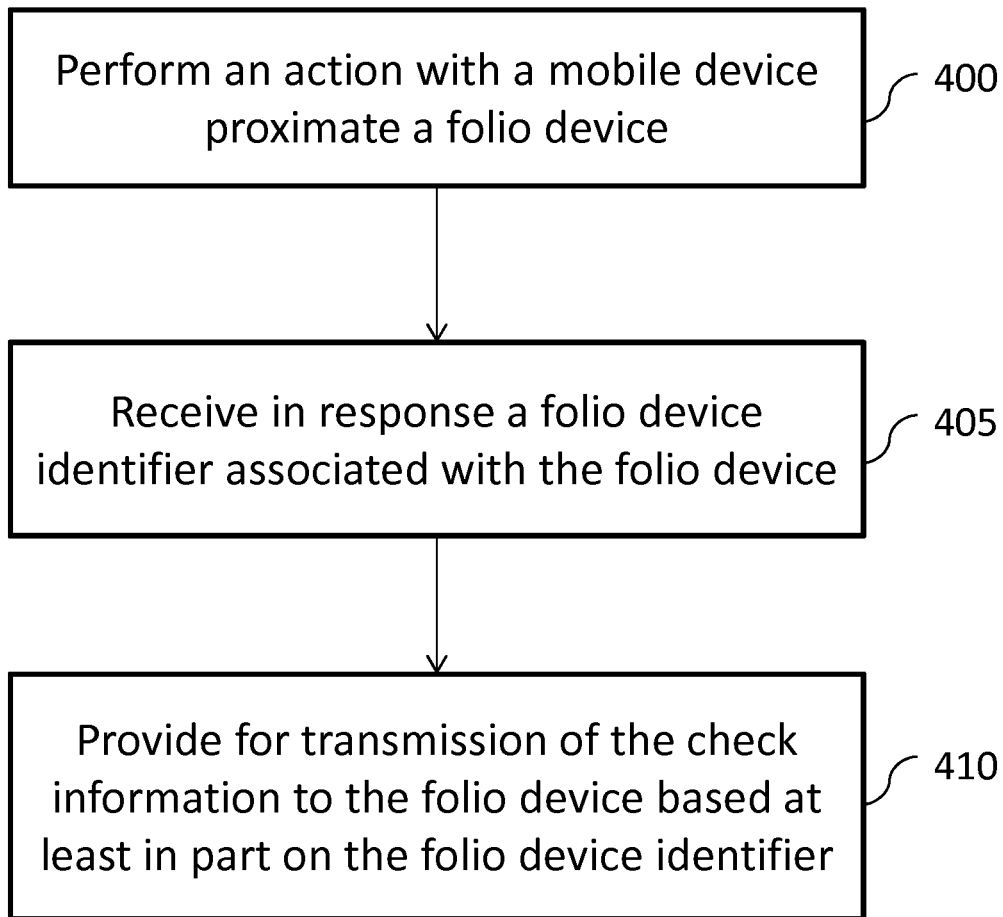 Perform an action with a mobile device
proximate a folio device
400
Receive in response a folio device
identifier associated with the folio device
405
Provide for transmission of the check
information to the folio device based at
least in part on the folio device identifier
410